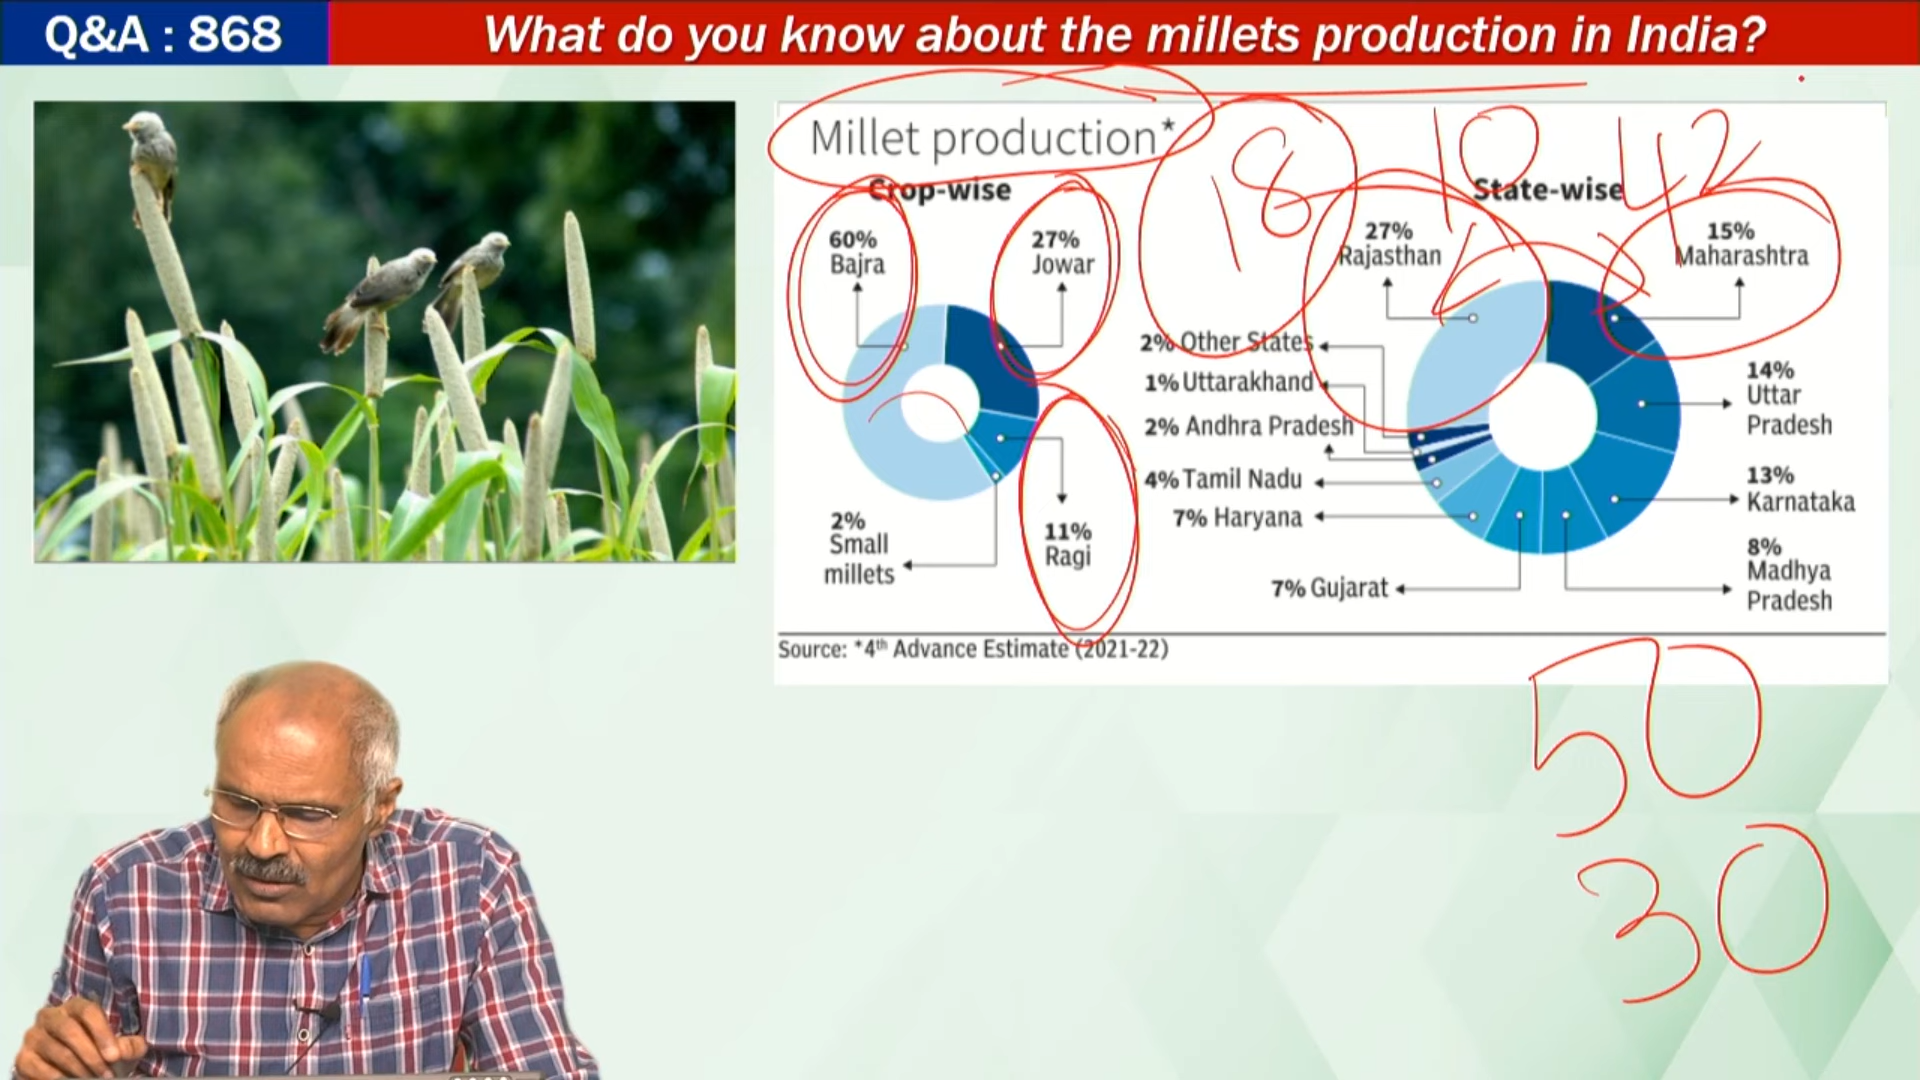 Q&A : 868
What do you know about the millets production in India?
Millet production*
Crop-wise
60%
Bajra
27%
Jowar
2%
Small
millets
11%
Ragi
18
10
42
State-wise
27%
Rajasthan
15%
Maharashtra
2% Other States
1% Uttarakhand
2% Andhra Pradesh
4% Tamil Nadu
7% Haryana
7% Gujarat
14%
Uttar
Pradesh
13%
Karnataka
8%
Madhya
Pradesh
Source: *4th Advance Estimate (2021-22)
50
30